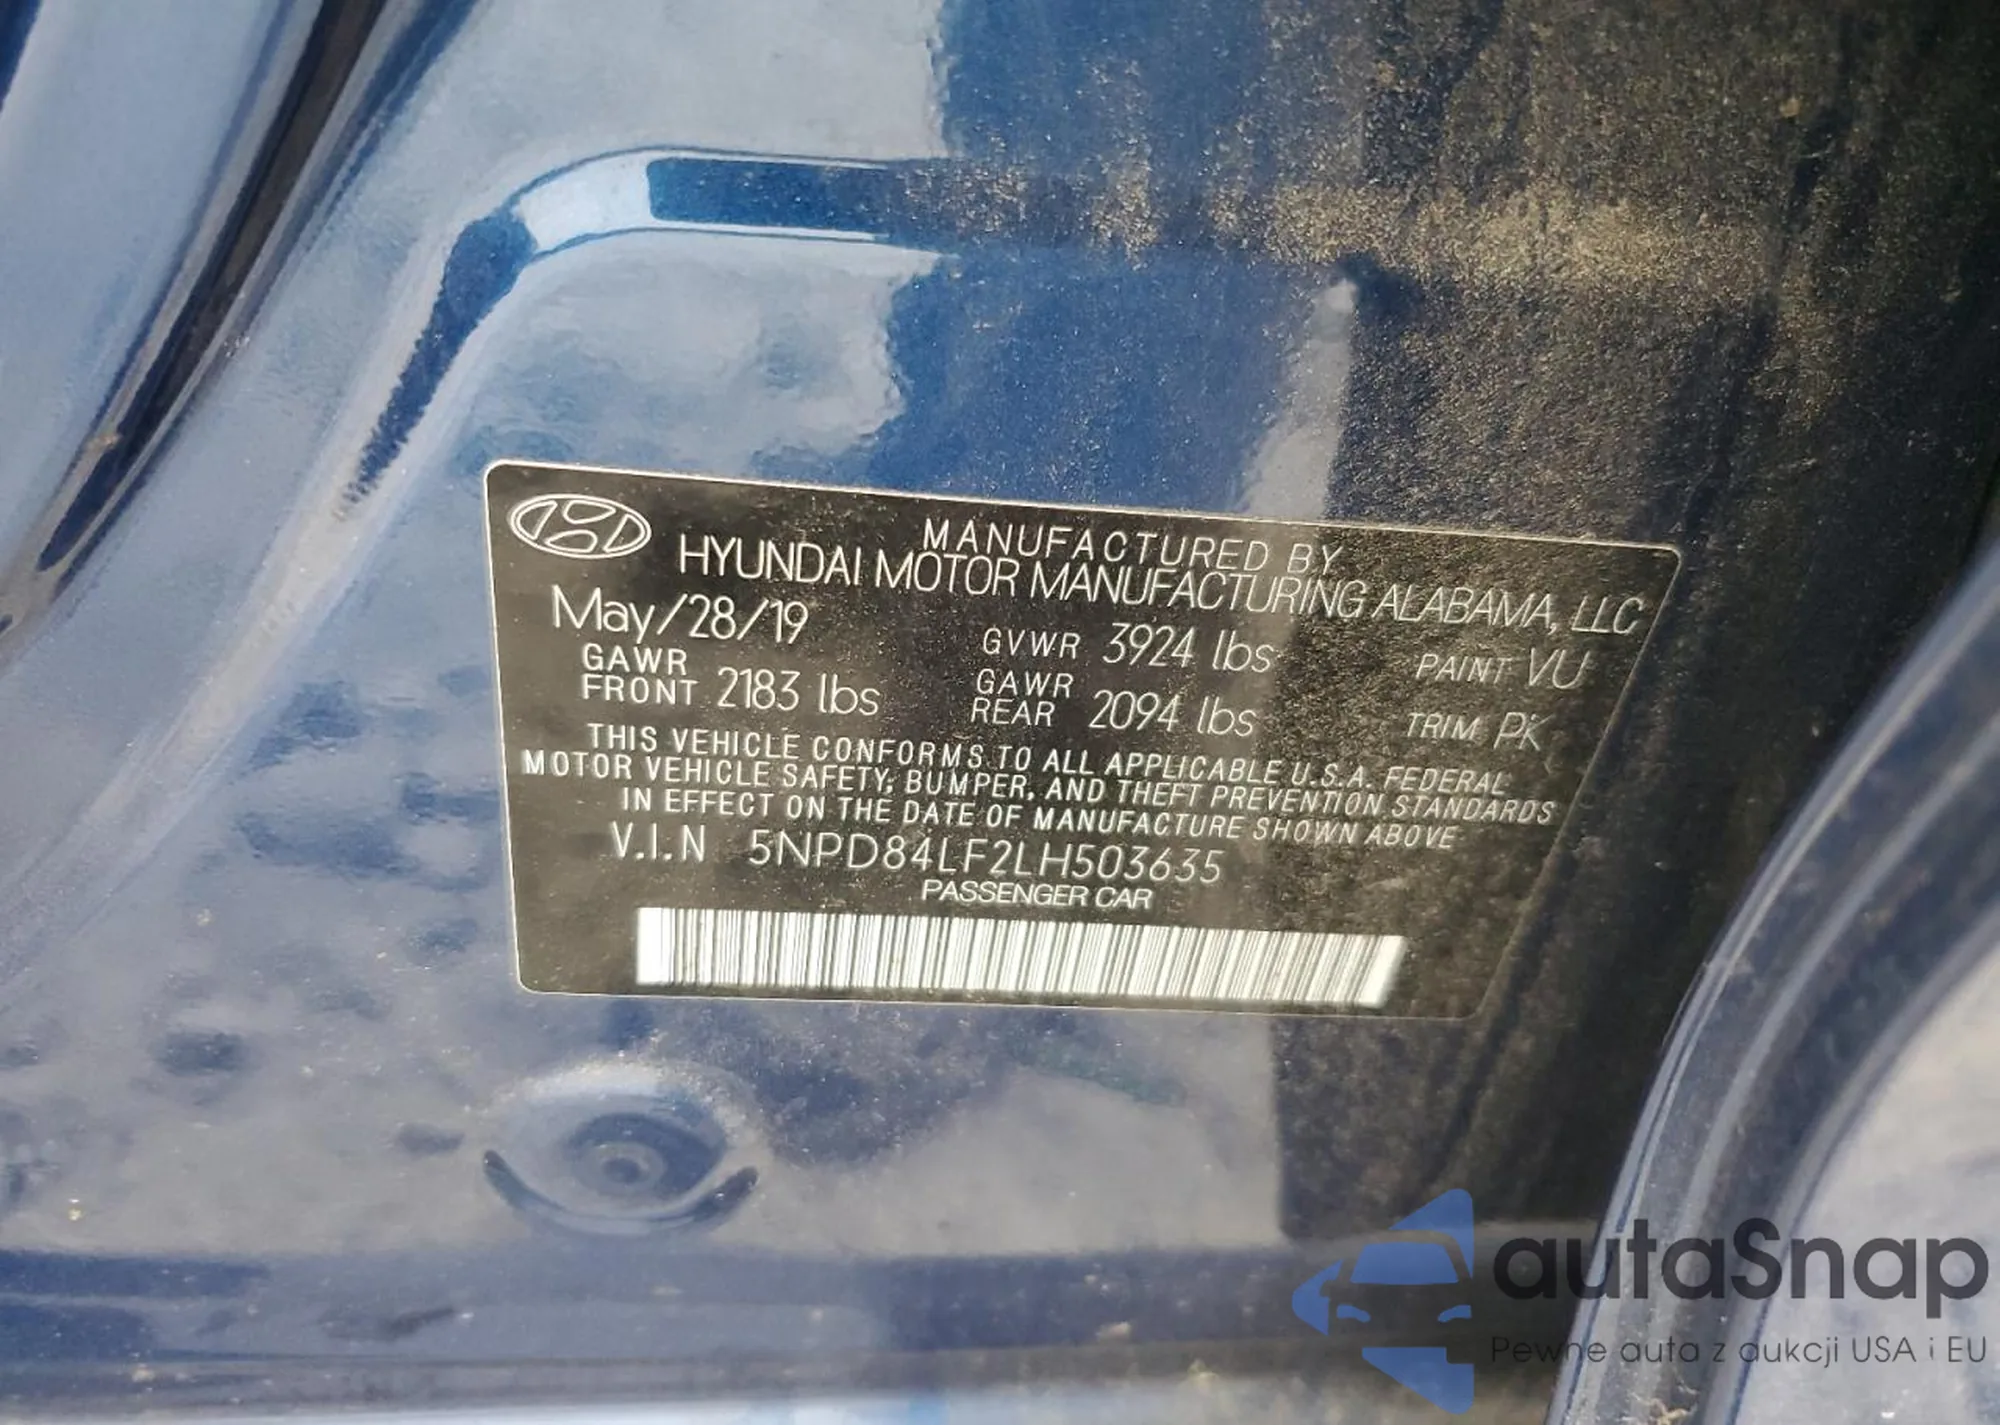 MANUFACTURED BY
HYUNDAI MOTOR MANUFACTURING ALABAMA, LLC
May/28/19 GVWR 3924 lbs PAINT VU
GAWR FRONT 2183 lbs GAWR REAR 2094 lbs TRIM PK
THIS VEHICLE CONFORMS TO ALL APPLICABLE U.S.A. FEDERAL
MOTOR VEHICLE SAFETY, BUMPER, AND THEFT PREVENTION STANDARDS
IN EFFECT ON THE DATE OF MANUFACTURE SHOWN ABOVE
V.I.N 5NPD84LF2LH503635
PASSENGER CAR
autaSnap
Pewne auta z aukcji USA i EU